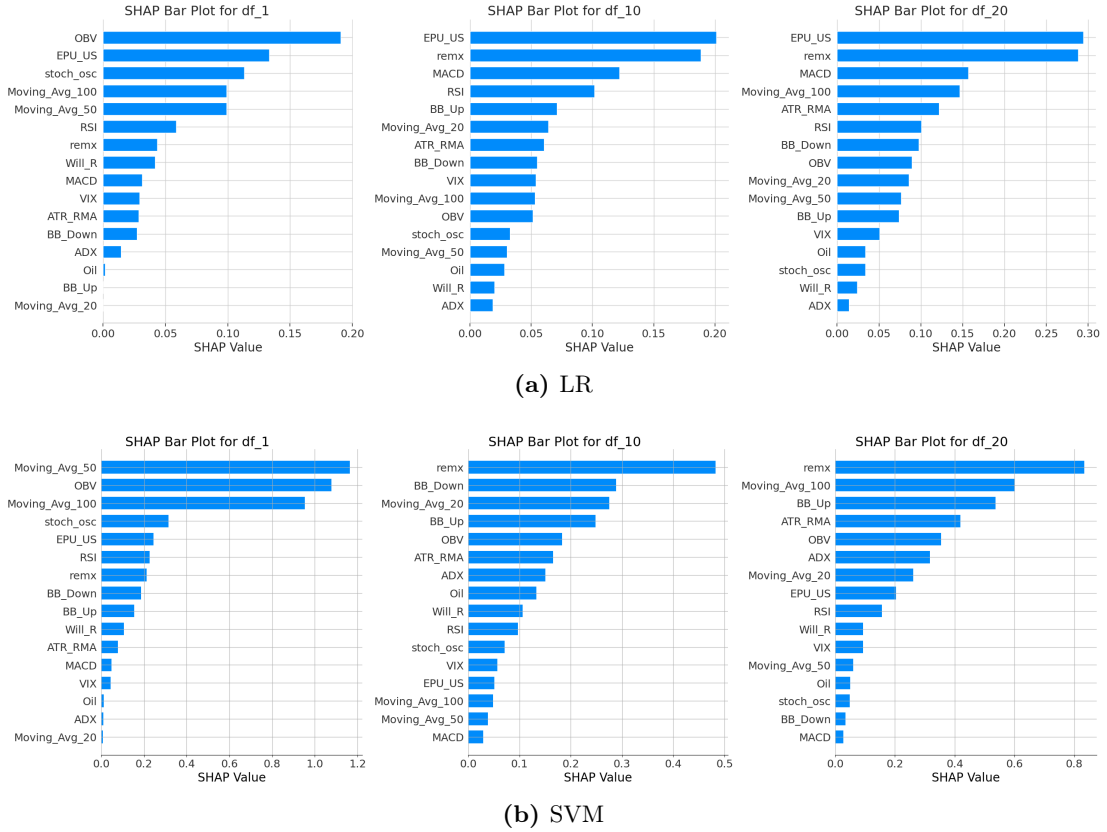 SHAP Bar Plot for df_1
OBV
EPU_US
stoch_osc
Moving_Avg_100
Moving_Avg_50
RSI
remx
Will_R
MACD
VIX
ATR_RMA
BB_Down
ADX
Oil
BB_Up
Moving_Avg_20
0.00 0.05 0.10 0.15 0.20
SHAP Value
SHAP Bar Plot for df_10
EPU_US
remx
MACD
RSI
BB_Up
Moving_Avg_20
ATR_RMA
BB_Down
VIX
Moving_Avg_100
OBV
stoch_osc
Moving_Avg_50
Oil
Will_R
ADX
0.00 0.05 0.10 0.15 0.20
SHAP Value
SHAP Bar Plot for df_20
EPU_US
remx
MACD
Moving_Avg_100
ATR_RMA
RSI
BB_Down
OBV
Moving_Avg_20
Moving_Avg_50
BB_Up
VIX
Oil
stoch_osc
Will_R
ADX
0.00 0.05 0.10 0.15 0.20 0.25 0.30
SHAP Value
(a) LR
SHAP Bar Plot for df_1
Moving_Avg_50
OBV
Moving_Avg_100
stoch_osc
EPU_US
RSI
remx
BB_Down
BB_Up
Will_R
ATR_RMA
MACD
VIX
Oil
ADX
Moving_Avg_20
0.0 0.2 0.4 0.6 0.8 1.0 1.2
SHAP Value
SHAP Bar Plot for df_10
remx
BB_Down
Moving_Avg_20
BB_Up
OBV
ATR_RMA
ADX
Oil
Will_R
RSI
stoch_osc
VIX
EPU_US
Moving_Avg_100
Moving_Avg_50
MACD
0.0 0.1 0.2 0.3 0.4 0.5
SHAP Value
SHAP Bar Plot for df_20
remx
Moving_Avg_100
BB_Up
ATR_RMA
OBV
ADX
Moving_Avg_20
EPU_US
RSI
Will_R
VIX
Moving_Avg_50
Oil
stoch_osc
BB_Down
MACD
0.0 0.2 0.4 0.6 0.8
SHAP Value
(b) SVM